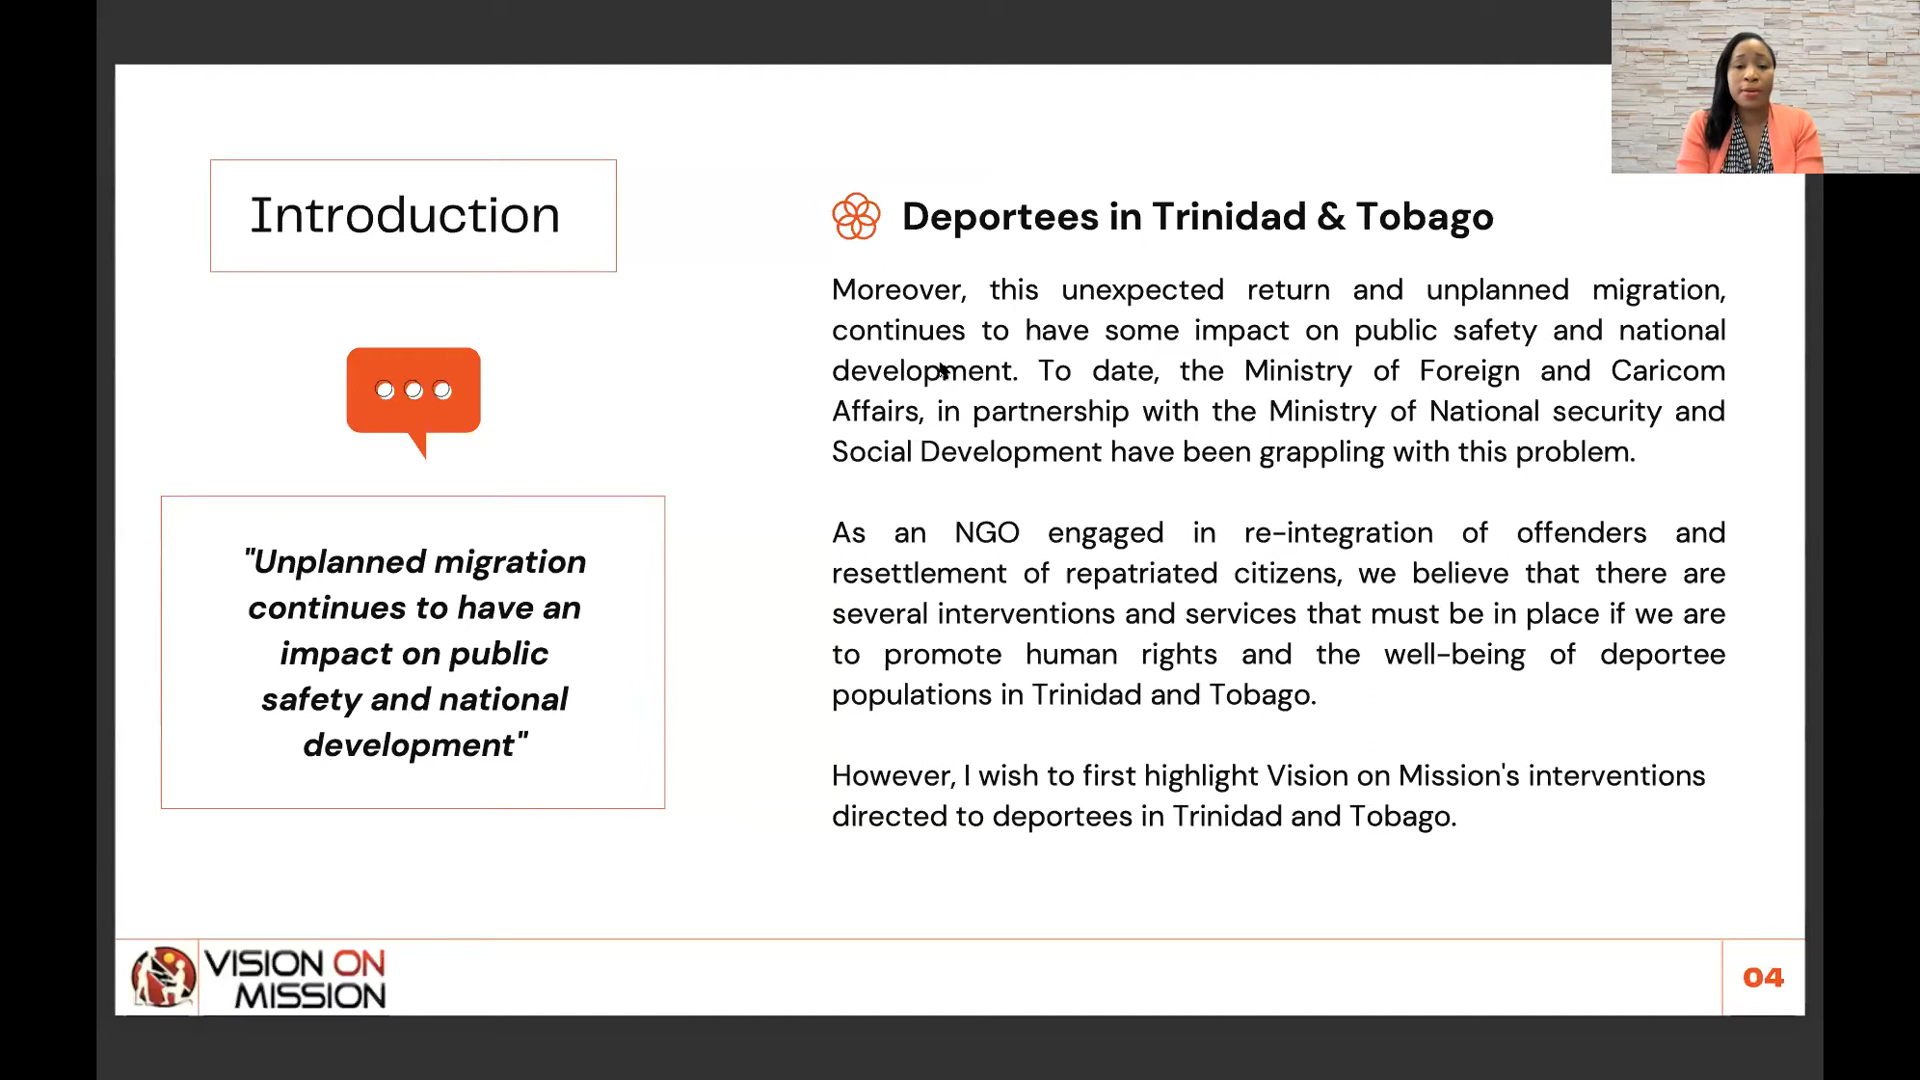 Introduction
"Unplanned migration
continues to have an
impact on public
safety and national
development"
Deportees in Trinidad & Tobago
Moreover, this unexpected return and unplanned migration,
continues to have some impact on public safety and national
development. To date, the Ministry of Foreign and Caricom
Affairs, in partnership with the Ministry of National security and
Social Development have been grappling with this problem.
As an NGO engaged in re-integration of offenders and
resettlement of repatriated citizens, we believe that there are
several interventions and services that must be in place if we are
to promote human rights and the well-being of deportee
populations in Trinidad and Tobago.
However, I wish to first highlight Vision on Mission's interventions
directed to deportees in Trinidad and Tobago.
VISION ON
MISSION
04